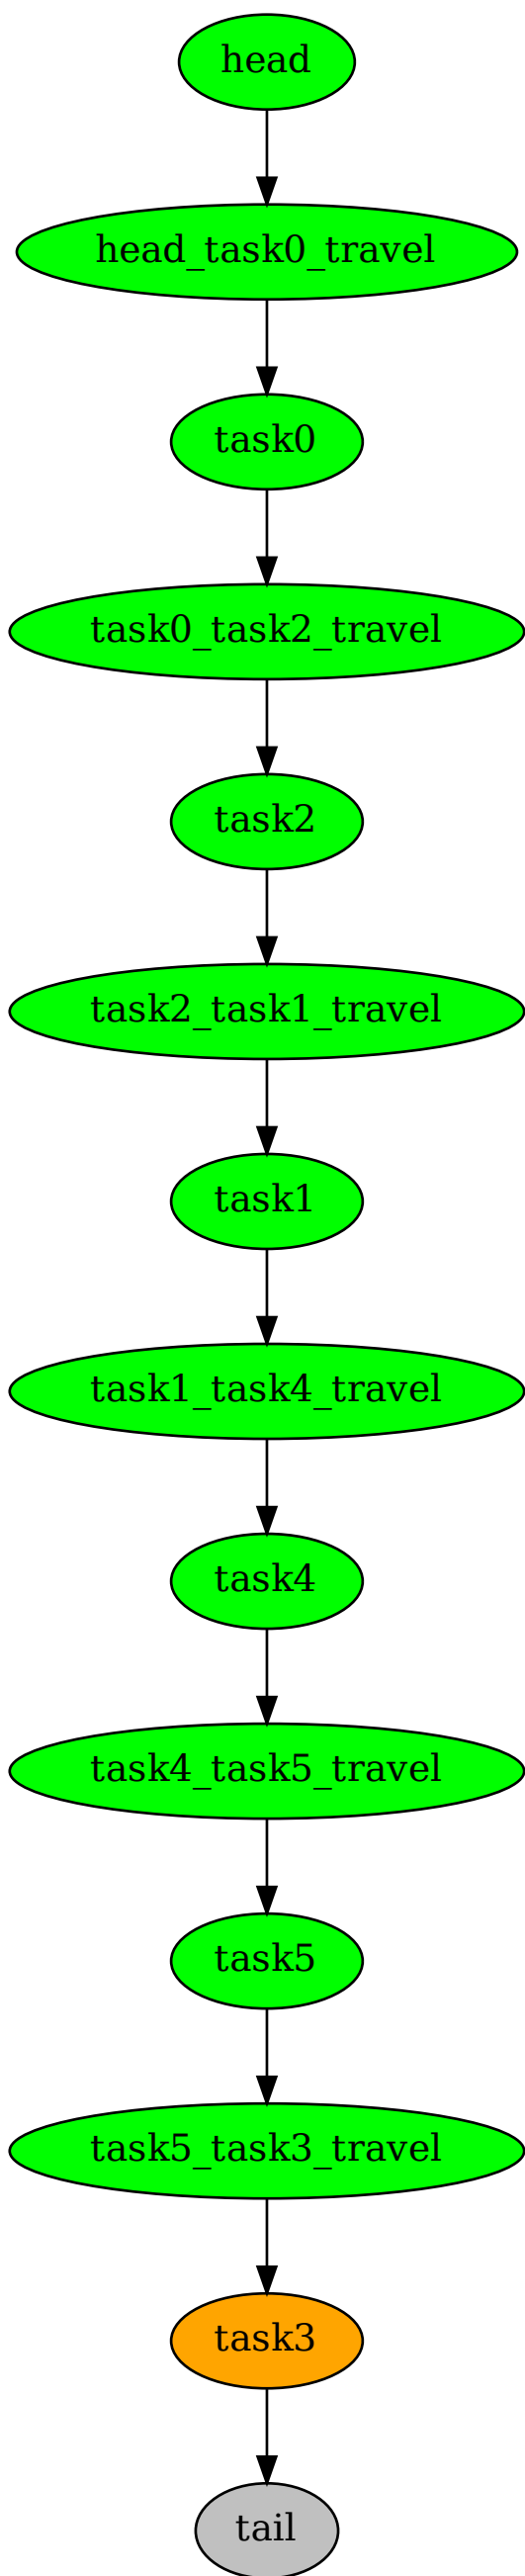 head
head_task0_travel
task0
task0_task2_travel
task2
task2_task1_travel
task1
task1_task4_travel
task4
task4_task5_travel
task5
task5_task3_travel
task3
tail